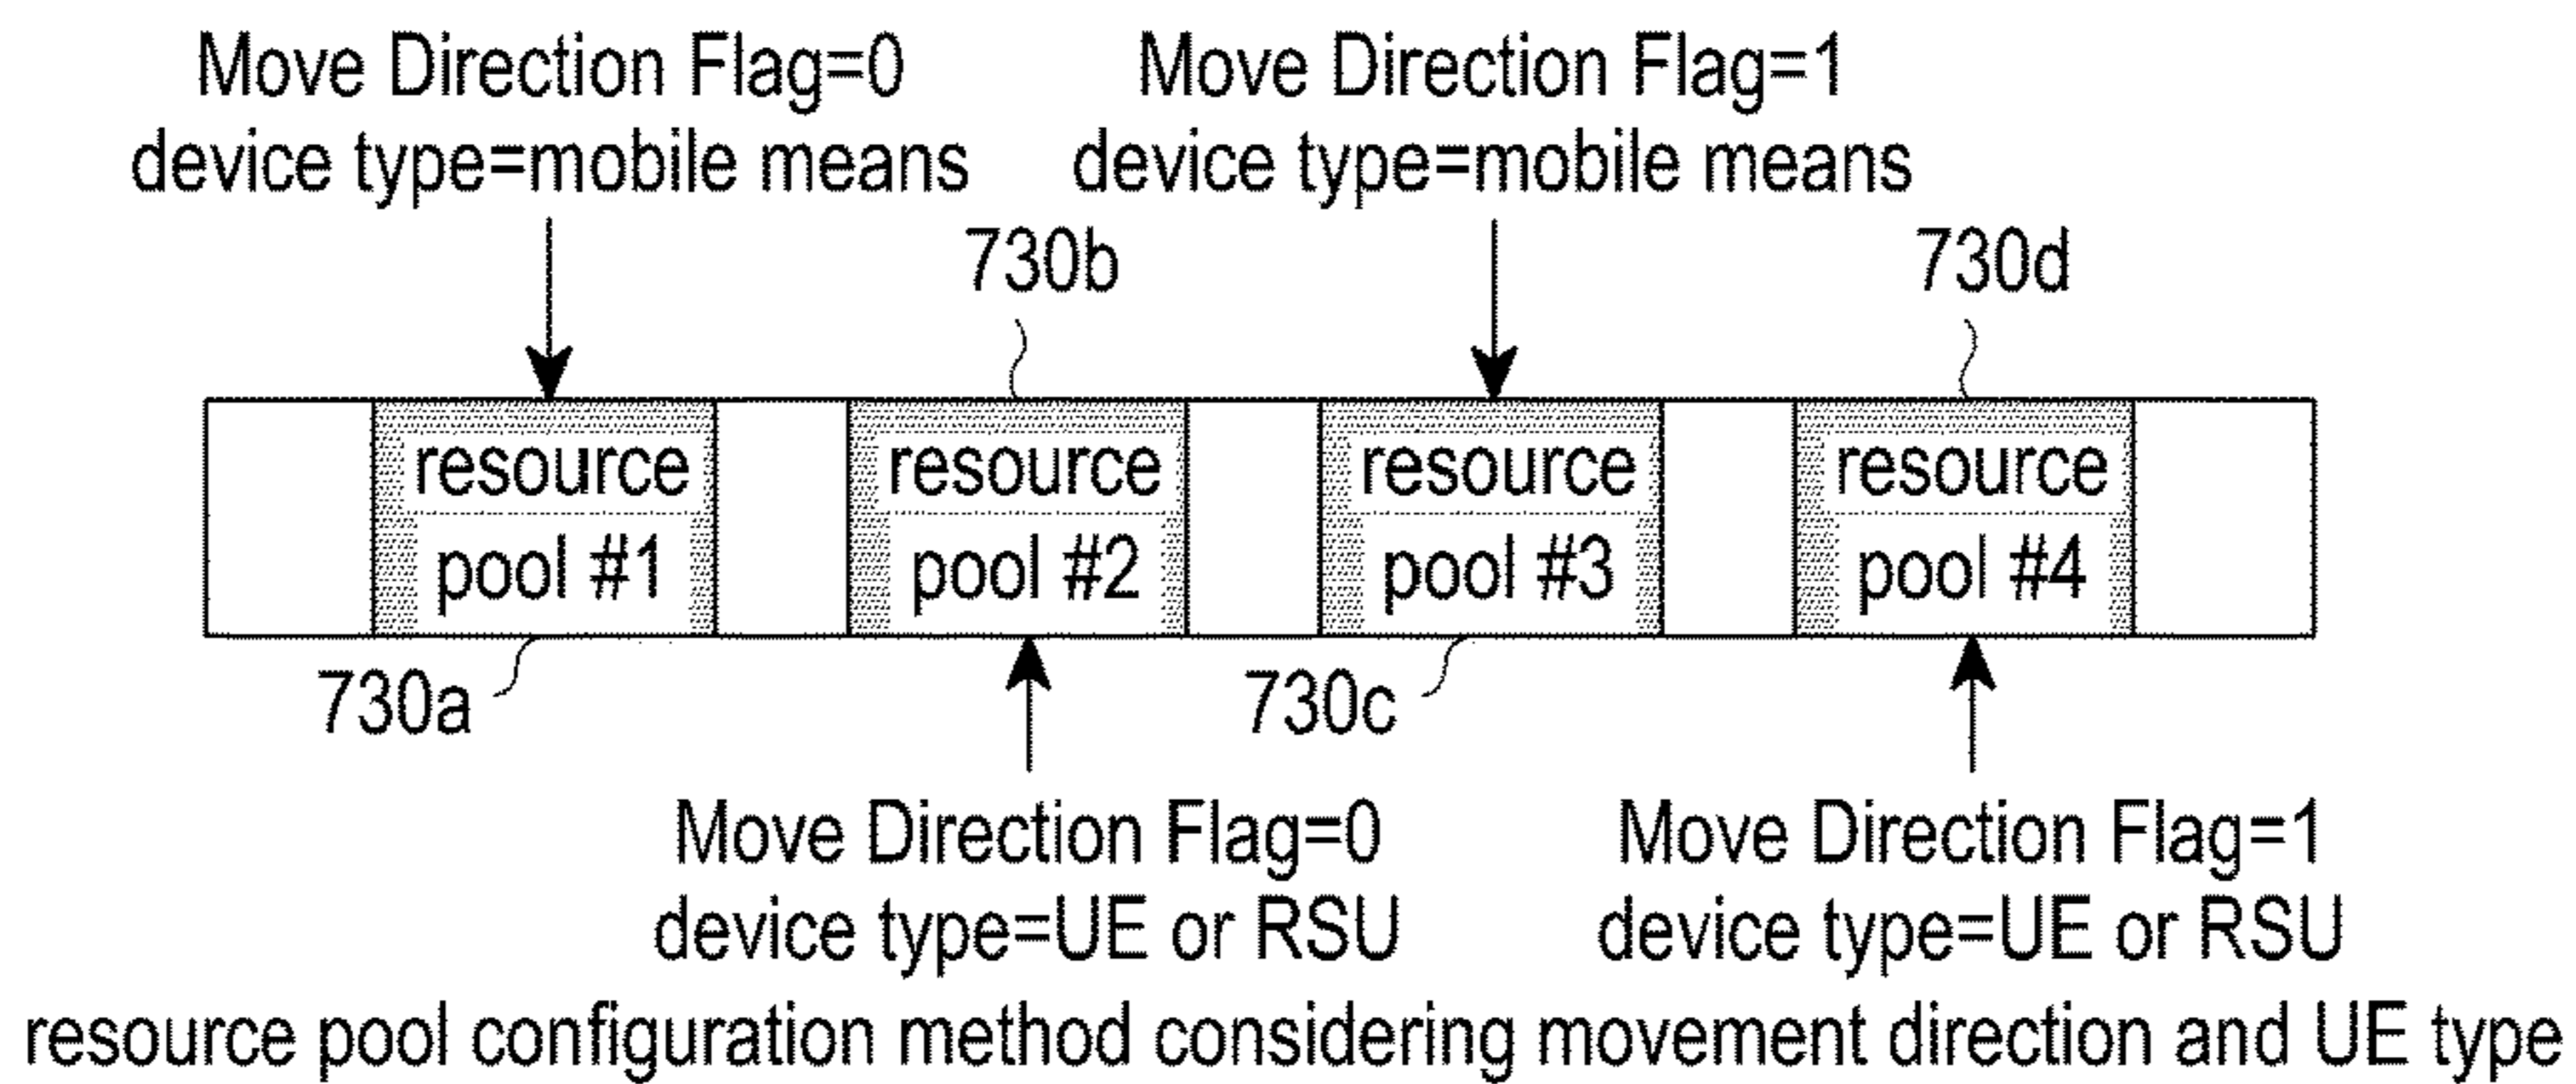 Move Direction Flag=0
device type=mobile means
Move Direction Flag=1
device type=mobile means
730b
730d
resource
pool #1
resource
pool #2
resource
pool #3
resource
pool #4
730a
730c
Move Direction Flag=0
device type=UE or RSU
Move Direction Flag=1
device type=UE or RSU
resource pool configuration method considering movement direction and UE type